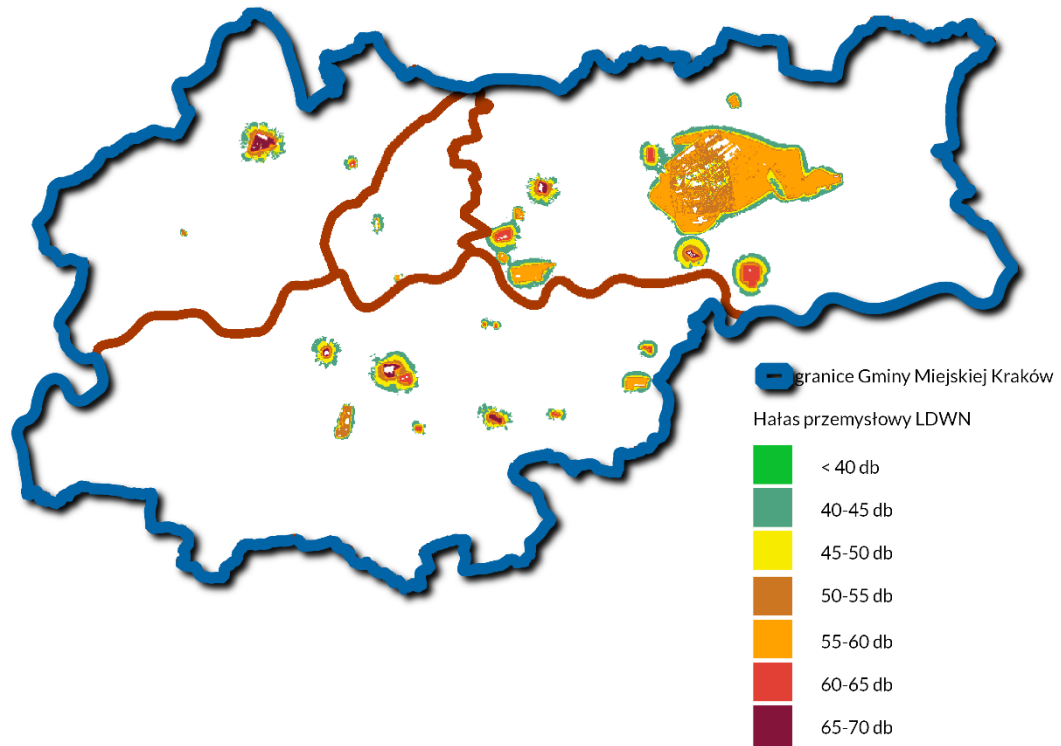 granice Gminy Miejskiej Kraków
Hałas przemysłowy LDWN
< 40 db
40-45 db
45-50 db
50-55 db
55-60 db
60-65 db
65-70 db